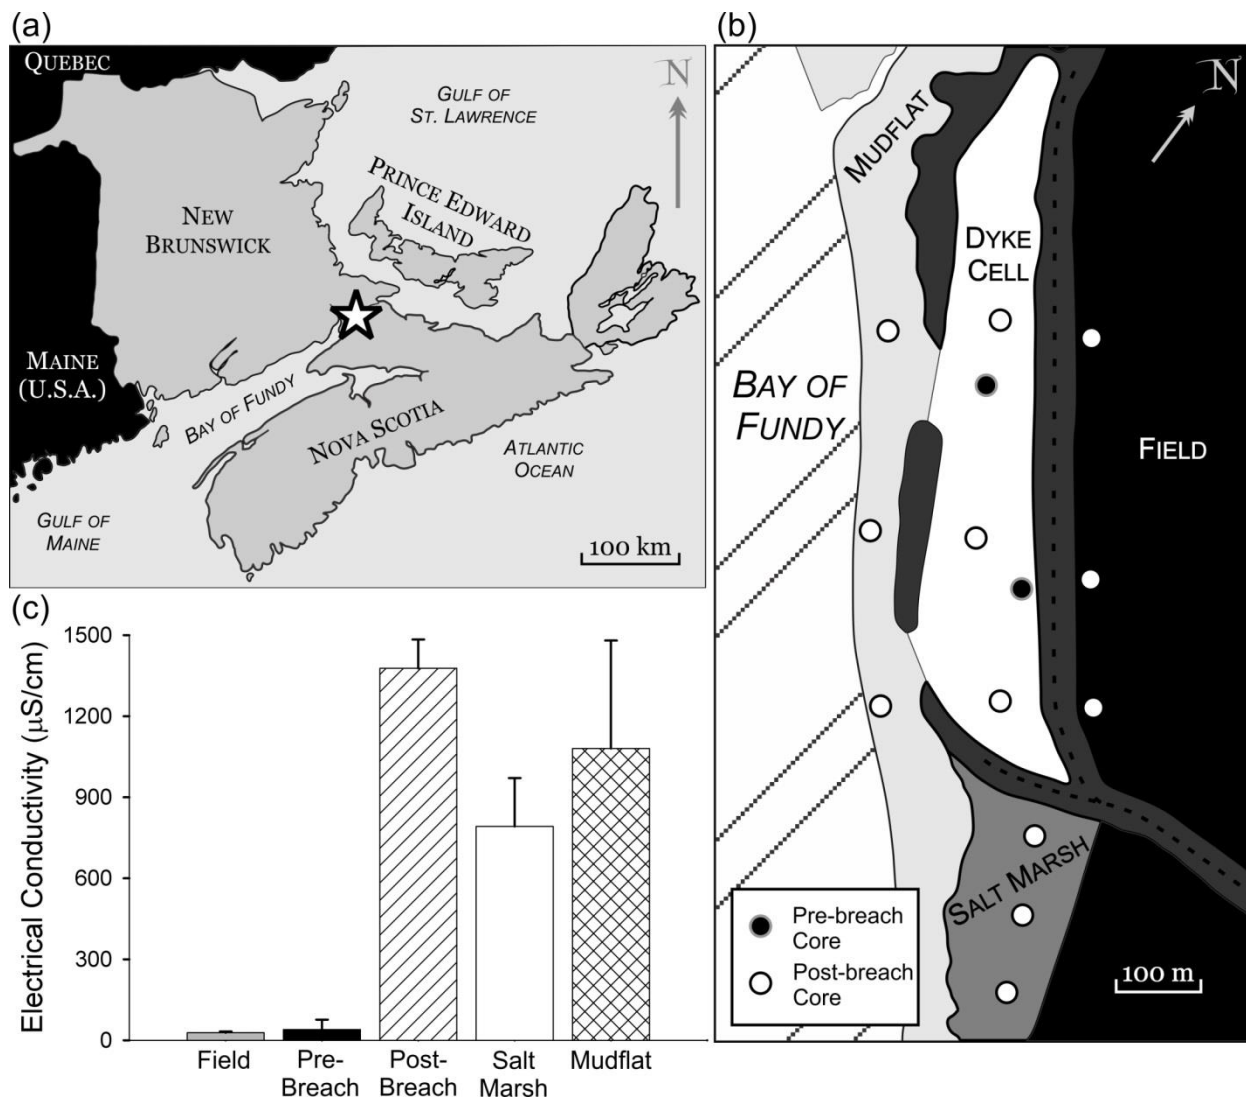 (a)
QUEBEC
GULF OF
ST. LAWRENCE
N
PRINCE EDWARD
ISLAND
NEW
BRUNSWICK
MAINE
(U.S.A.)
BAY OF FUNDY
NOVA SCOTIA
ATLANTIC
OCEAN
GULF OF
MAINE
100 km
(b)
N
MUDFLAT
DYKE
CELL
BAY OF
FUNDY
FIELD
SALT MARSH
Pre-breach
Core
Post-breach
Core
100 m
(c)
Electrical Conductivity (μS/cm)
1500
1200
900
600
300
0
Field
Pre-
Breach
Post-
Breach
Salt
Marsh
Mudflat